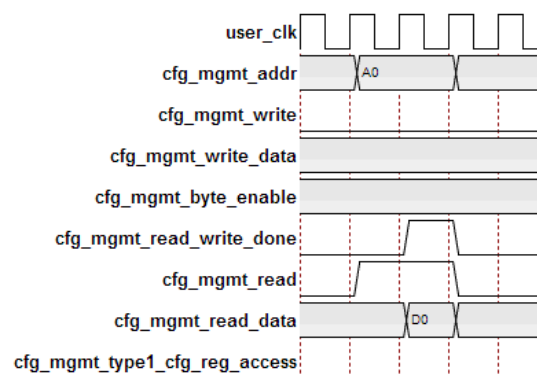 user_clk
cfg_mgmt_addr
A0
cfg_mgmt_write
cfg_mgmt_write_data
cfg_mgmt_byte_enable
cfg_mgmt_read_write_done
cfg_mgmt_read
cfg_mgmt_read_data
D0
cfg_mgmt_type1_cfg_reg_access